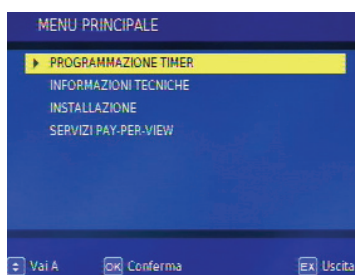 MENU PRINCIPALE
PROGRAMMAZIONE TIMER
INFORMAZIONI TECNICHE
INSTALLAZIONE
SERVIZI PAY-PER-VIEW
Vai A OK Conferma EX Uscita